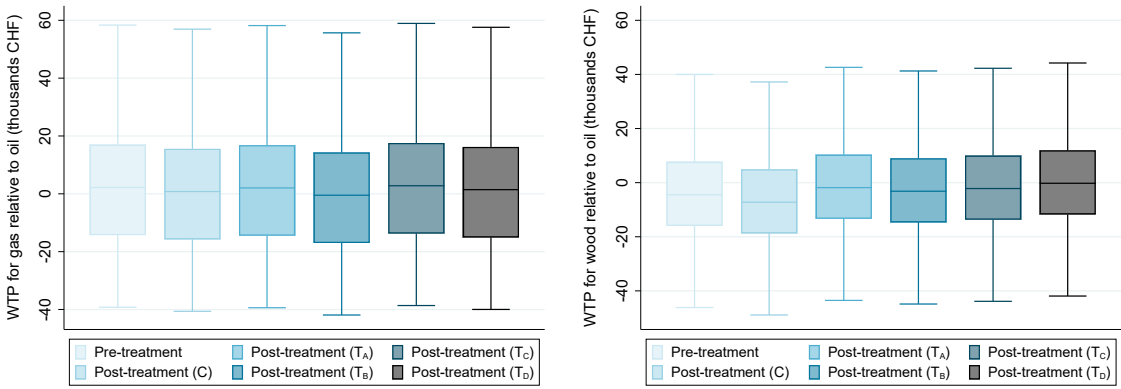 WTP for gas relative to oil (thousands CHF)
60
40
20
0
-20
-40
Pre-treatment
Post-treatment (TA)
Post-treatment (TC)
Post-treatment (C)
Post-treatment (TB)
Post-treatment (TD)
WTP for wood relative to oil (thousands CHF)
60
40
20
0
-20
-40
Pre-treatment
Post-treatment (TA)
Post-treatment (TC)
Post-treatment (C)
Post-treatment (TB)
Post-treatment (TD)